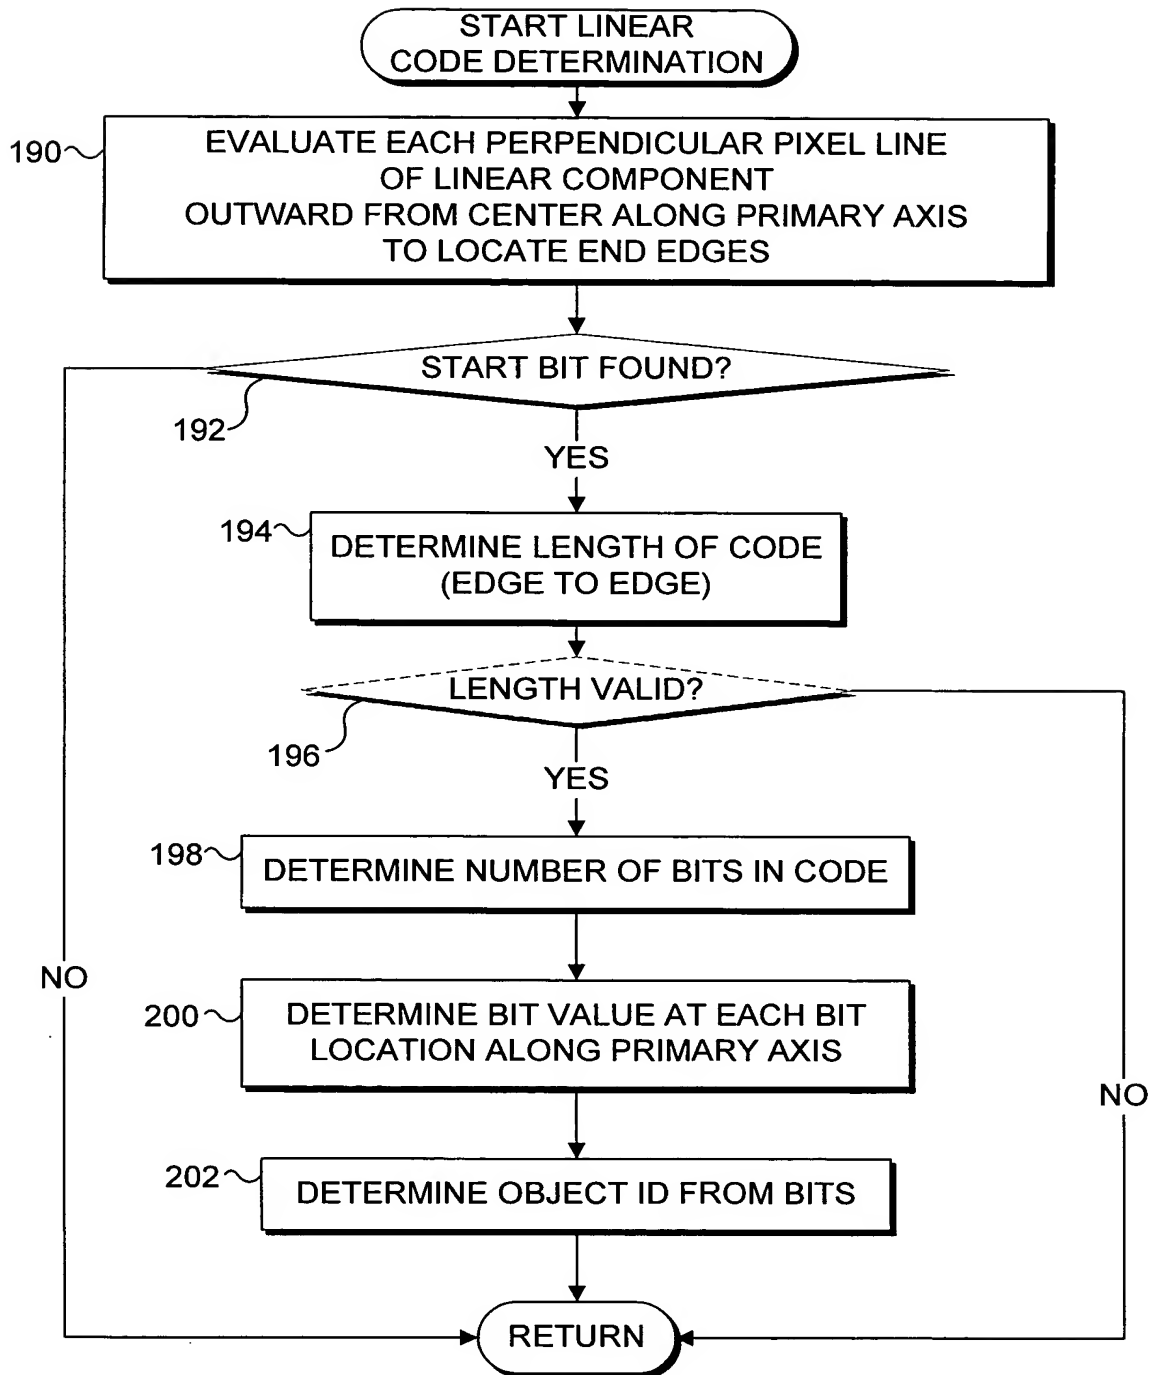 START LINEAR
CODE DETERMINATION
190
EVALUATE EACH PERPENDICULAR PIXEL LINE
OF LINEAR COMPONENT
OUTWARD FROM CENTER ALONG PRIMARY AXIS
TO LOCATE END EDGES
START BIT FOUND?
192
YES
194
DETERMINE LENGTH OF CODE
(EDGE TO EDGE)
LENGTH VALID?
196
YES
198
DETERMINE NUMBER OF BITS IN CODE
NO
200
DETERMINE BIT VALUE AT EACH BIT
LOCATION ALONG PRIMARY AXIS
NO
202
DETERMINE OBJECT ID FROM BITS
RETURN